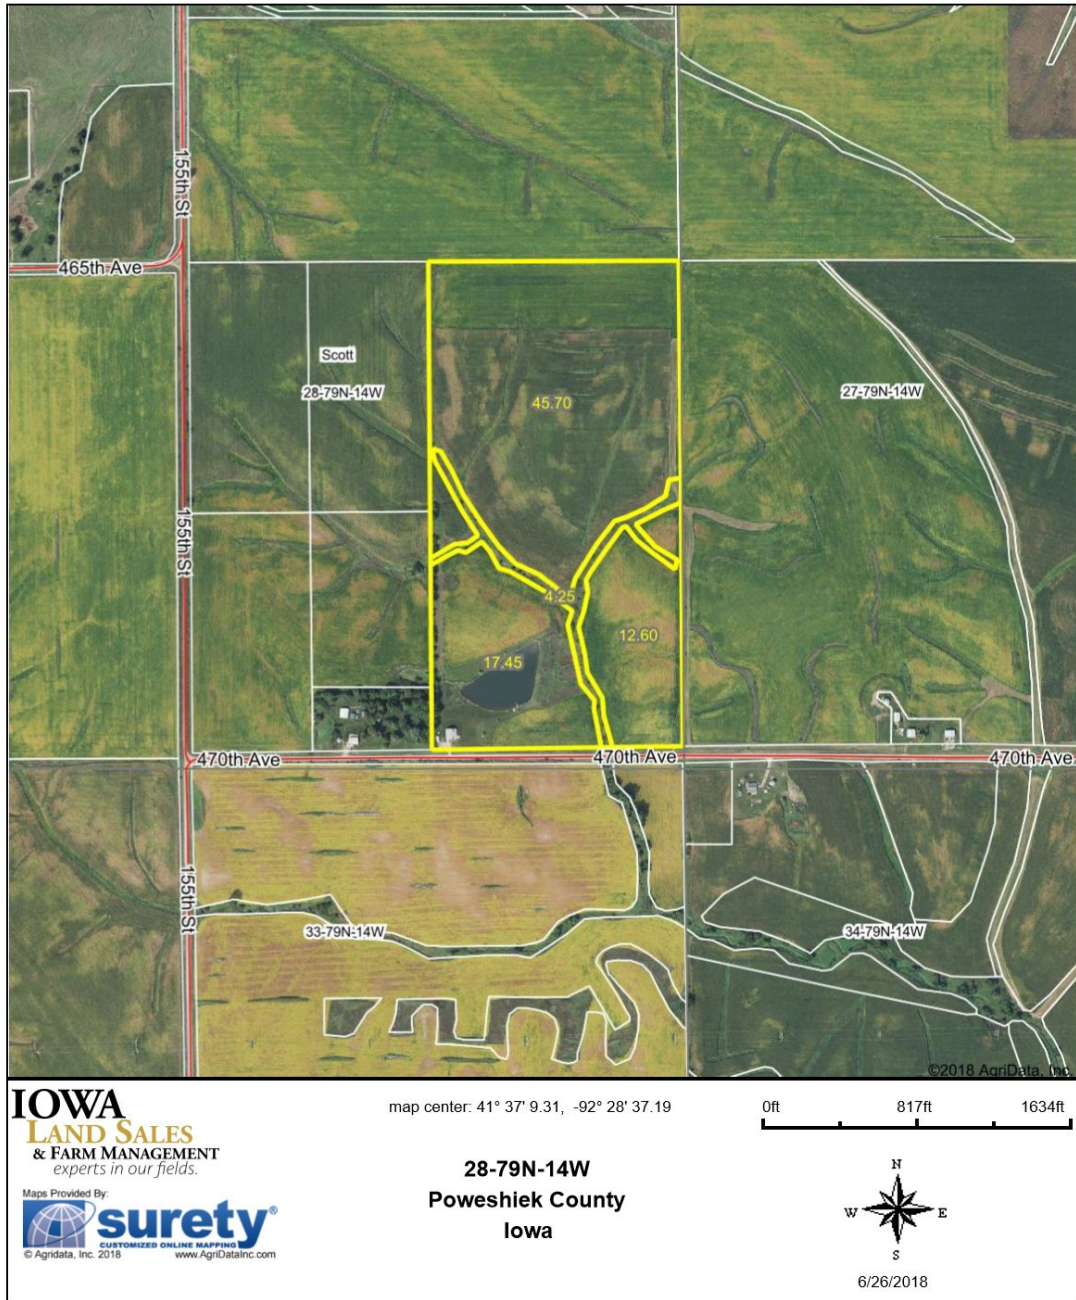 155th St
465th Ave
Scott
28-79N-14W
27-79N-14W
45.70
155th St
4.25
12.60
17.45
470th Ave
470th Ave
470th Ave
155th St
33-79N-14W
34-79N-14W
©2018 AgriData, Inc.
IOWA
LAND SALES
& FARM MANAGEMENT
experts in our fields.
Maps Provided By:
surety®
CUSTOMIZED ONLINE MAPPING
© Agridata, Inc. 2018
www.AgriDataInc.com
map center: 41° 37' 9.31, -92° 28' 37.19
28-79N-14W
Poweshiek County
Iowa
0ft 817ft 1634ft
N
W E
S
6/26/2018